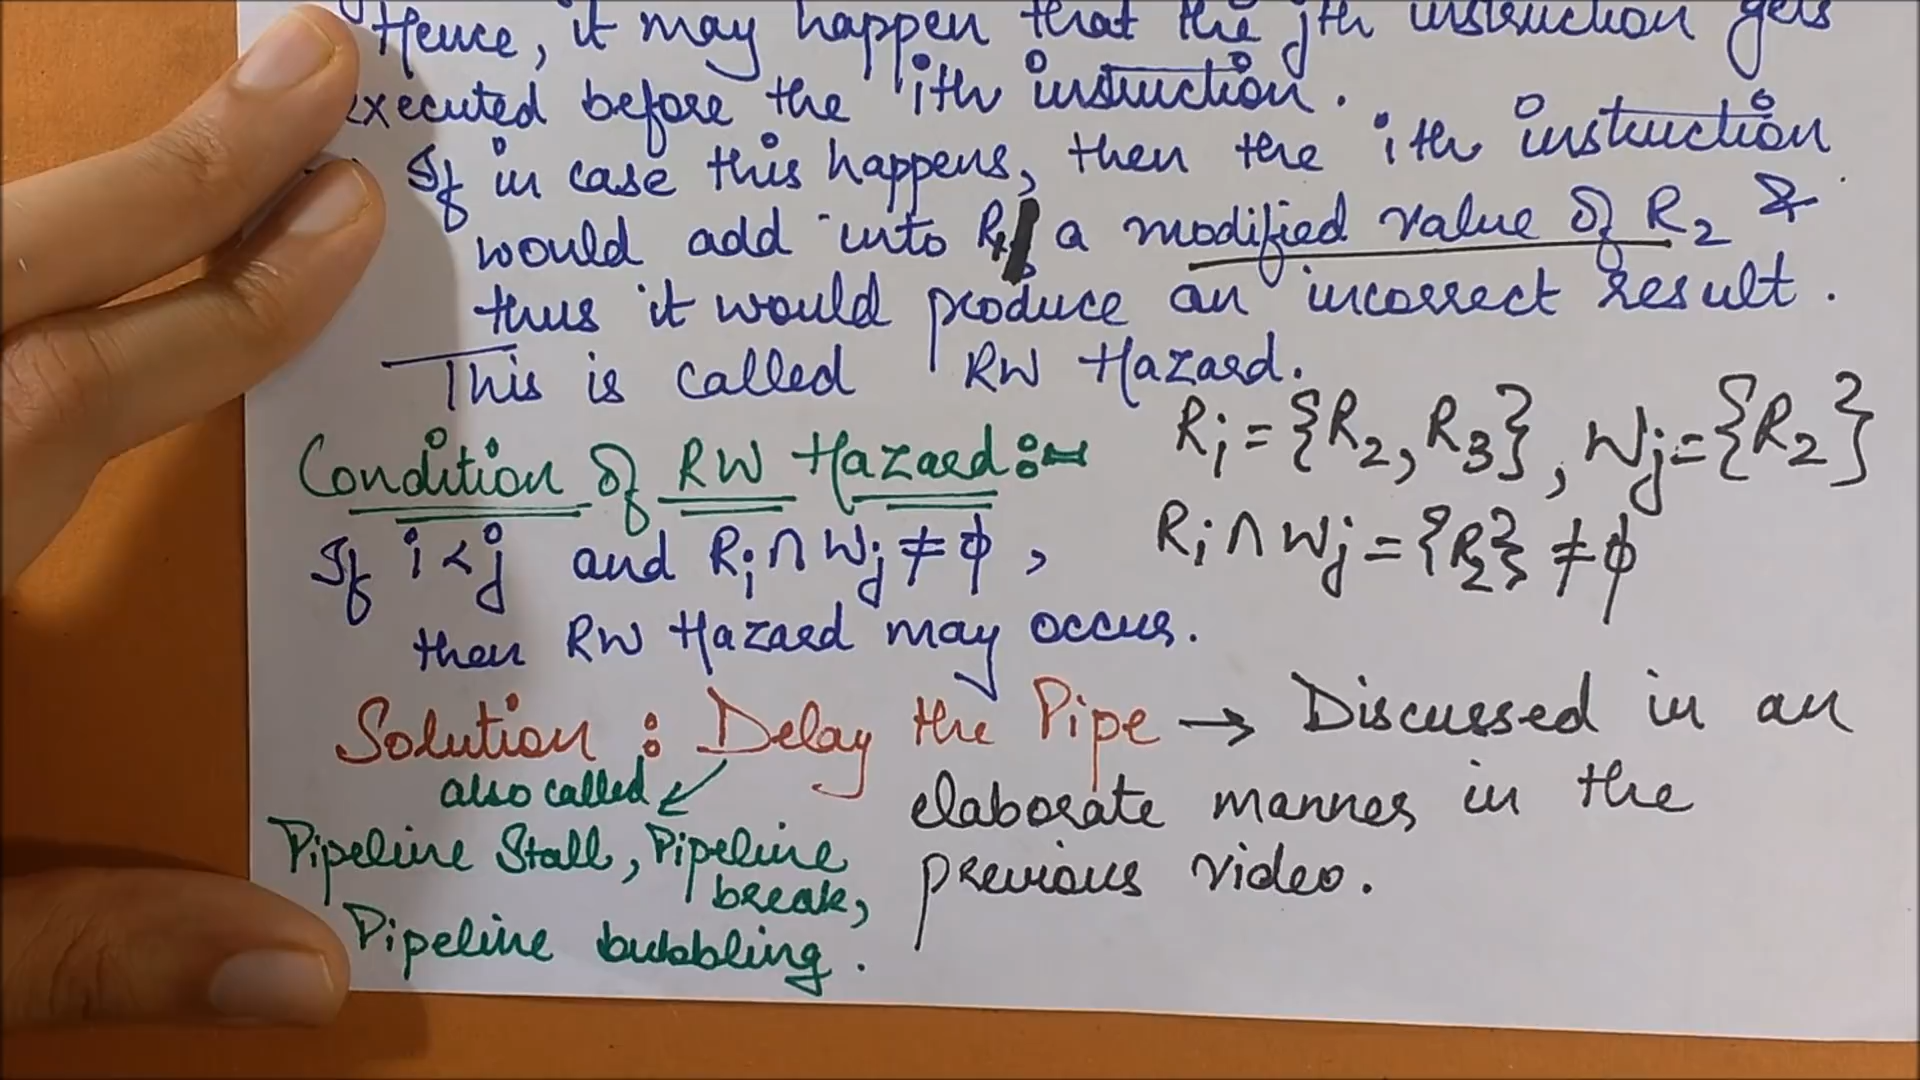 Hence, it may happen that the jth instruction gets
executed before the ith instruction.
If in case this happens, then the ith instruction
would add into R1 a modified value of R2 &
thus it would produce an incorrect result.
This is called RW Hazard.
Condition of RW Hazard :-
Ri = {R2, R3}, Wj = {R2}
If i < j and Ri ∩ Wj ≠ ϕ,
Ri ∩ Wj = {R2} ≠ ϕ
then RW Hazard may occur.
Solution : Delay the Pipe → Discussed in an
elaborate manner in the
previous video.
also called
Pipeline Stall, Pipeline
break,
Pipeline bubbling.